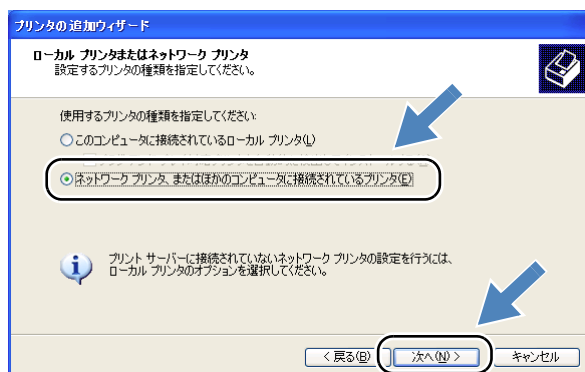 プリンタの追加ウィザード
ローカル プリンタまたはネットワーク プリンタ
設定するプリンタの種類を指定してください。
使用するプリンタの種類を指定してください:
このコンピュータに接続されているローカル プリンタ(L)
ネットワーク プリンタ、またはほかのコンピュータに接続されているプリンタ(E)
プリント サーバーに接続されていないネットワーク プリンタの設定を行うには、
ローカル プリンタのオプションを選択してください。
< 戻る(B) 次へ(N) > キャンセル